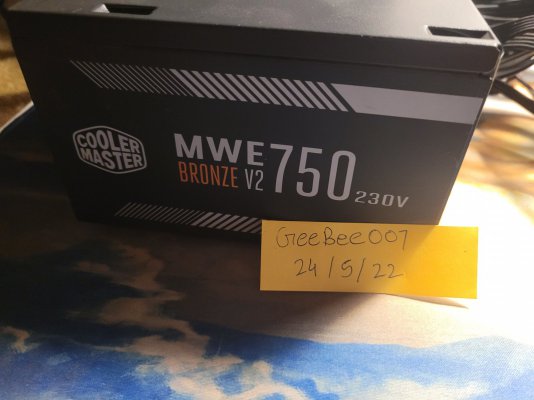 COOLER
MASTER
MWE 750
BRONZE V2
230V
GeeBee007
24/5/22